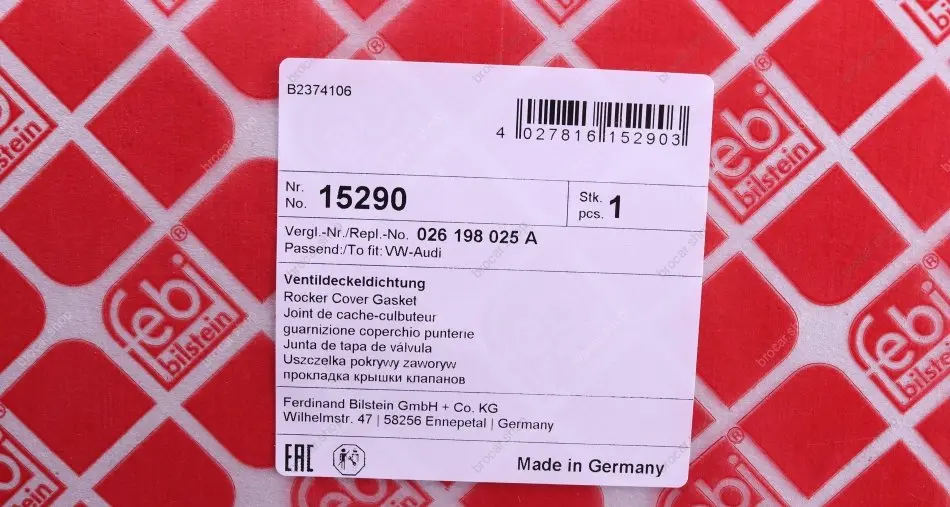 B2374106
4 027816 152903
Nr.
No. 15290
Stk.
pcs. 1
Vergl.-Nr./Repl.-No. 026 198 025 A
Passend:/To fit: VW-Audi
Ventildeckeldichtung
Rocker Cover Gasket
Joint de cache-culbuteur
guarnizione coperchio punterie
Junta de tapa de válvula
Uszczelka pokrywy zaworyw
прокладка крышки клапанов
Ferdinand Bilstein GmbH + Co. KG
Wilhelmstr. 47 | 58256 Ennepetal | Germany
EAC
Made in Germany
febi
bilstein
febi
bilstein
febi
bilstein
febi
bilstein
brocar.shop